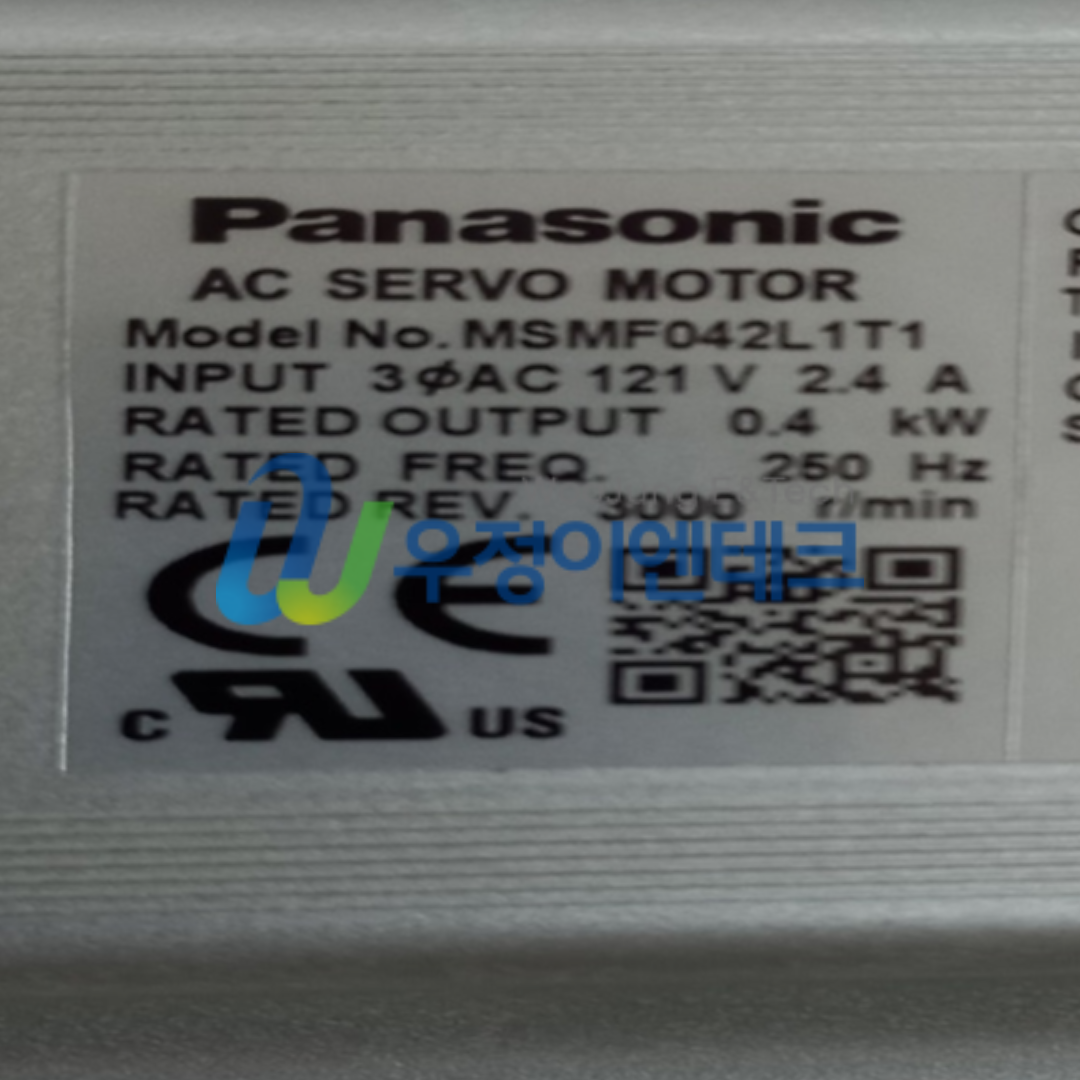 Panasonic
AC SERVO MOTOR
Model No. MSMF042L1T1
INPUT 3ϕAC 121 V 2.4 A
RATED OUTPUT 0.4 kW
RATED FREQ. 250 Hz
RATED REV. 3000 r/min
우정이엔테크
CE
C US